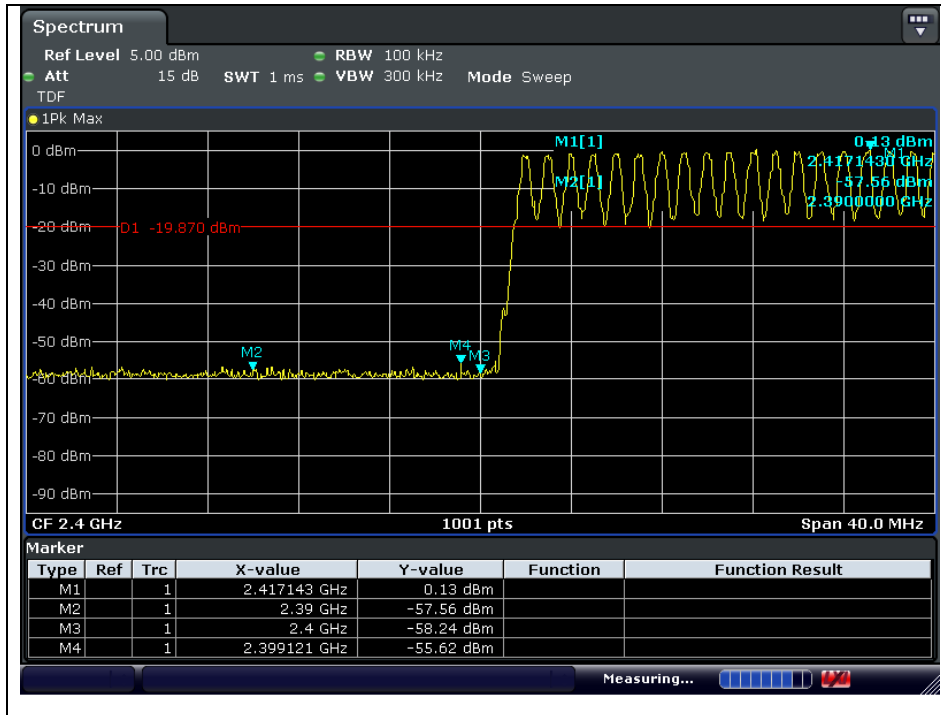 Spectrum
Ref Level 5.00 dBm RBW 100 kHz
Att 15 dB SWT 1 ms VBW 300 kHz Mode Sweep
TDF
1Pk Max
M1[1] 0.13 dBm
2.4171430 GHz
M2[1] -57.56 dBm
2.3900000 GHz
M1
0 dBm
-10 dBm
-20 dBm
D1 -19.870 dBm
-30 dBm
-40 dBm
-50 dBm
M2
M4
M3
-60 dBm
-70 dBm
-80 dBm
-90 dBm
CF 2.4 GHz 1001 pts Span 40.0 MHz
Marker
Type Ref Trc X-value Y-value Function Function Result
M1 1 2.417143 GHz 0.13 dBm
M2 1 2.39 GHz -57.56 dBm
M3 1 2.4 GHz -58.24 dBm
M4 1 2.399121 GHz -55.62 dBm
Measuring...